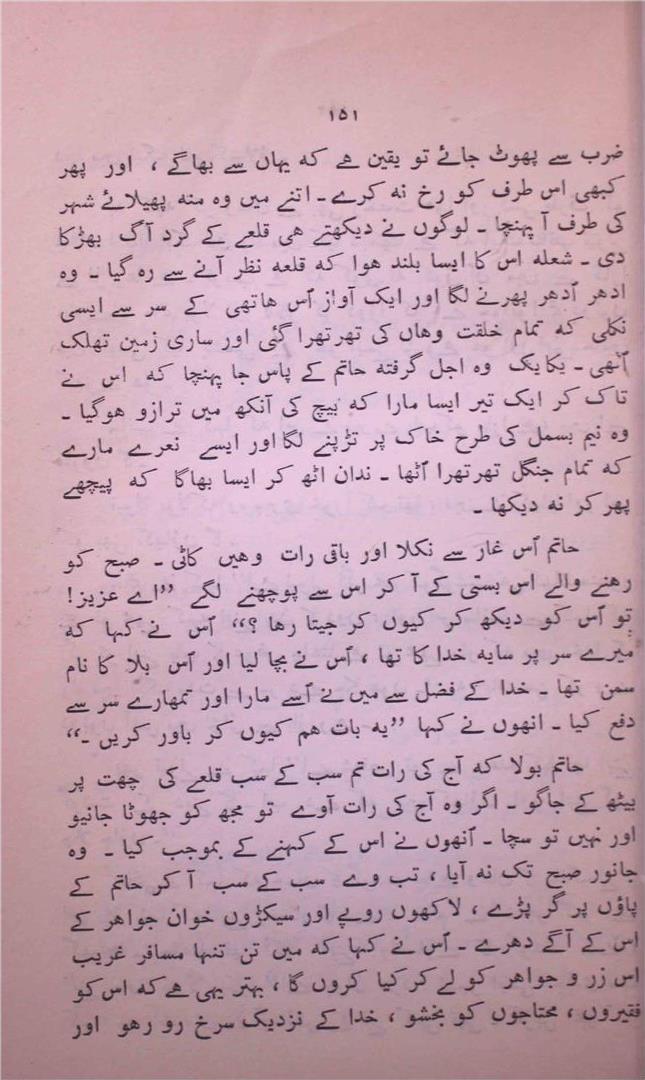 ۱۵۱
ضرب سے پھوٹ جائے تو یقین ہے کہ یہاں سے بھاگے ، اور پھر
کبھی اس طرف کو رخ نہ کرے ۔ اتنے میں وہ منہ پھیلائے شہر
کی طرف آ پہنچا ۔ لوگوں نے دیکھتے ہی قلعے کے گرد آگ بھڑکا
دی ۔ شعلہ اس کا ایسا بلند ہوا کہ قلعہ نظر آنے سے رہ گیا ۔ وہ
ادھر اُدھر پھرنے لگا اور ایک آواز اُس ہاتھی کے سر سے ایسی
نکلی کہ تمام خلقت وہاں کی تھرتھرا گئی اور ساری زمین تھلک
اُٹھی ۔ یکایک وہ اجل گرفتہ حاتم کے پاس جا پہنچا کہ اس نے
تاک کر ایک تیر ایسا مارا کہ بیچ کی آنکھ میں ترازو ہوگیا ۔
وہ نیم بسمل کی طرح خاک پر تڑپنے لگا اور ایسے نعرے مارے
کہ تمام جنگل تھرتھرا اُٹھا ۔ ندان اٹھ کر ایسا بھاگا کہ پیچھے
پھر کر نہ دیکھا ۔
حاتم اُس غار سے نکلا اور باقی رات وہیں کاٹی ۔ صبح کو
رہنے والے اس بستی کے آ کر اس سے پوچھنے لگے ”اے عزیز !
تو اُس کو دیکھ کر کیوں کر جیتا رہا ؟“ اُس نے کہا کہ
میرے سر پر سایہ خدا کا تھا ، اُس نے بچا لیا اور اُس بلا کا نام
سمن تھا ۔ خدا کے فضل سے میں نے اُسے مارا اور تمھارے سر سے
دفع کیا ۔ انھوں نے کہا ”یہ بات ہم کیوں کر باور کریں ۔“
حاتم بولا کہ آج کی رات تم سب کے سب قلعے کی چھت پر
بیٹھ کے جاگو ۔ اگر وہ آج کی رات آوے تو مجھ کو جھوٹا جانیو
اور نہیں تو سچا ۔ اُنھوں نے اس کے کہنے کے بموجب کیا ۔ وہ
جانور صبح تک نہ آیا ، تب وے سب کے سب آ کر حاتم کے
پاؤں پر گر پڑے ، لاکھوں روپے اور سیکڑوں خوان جواہر کے
اس کے آگے دھرے ۔ اُس نے کہا کہ میں تن تنہا مسافر غریب
اس زر و جواہر کو لے کر کیا کروں گا ، بہتر یہی ہے کہ اس کو
فقیروں ، محتاجوں کو بخشو ، خدا کے نزدیک سرخ رو رہو اور